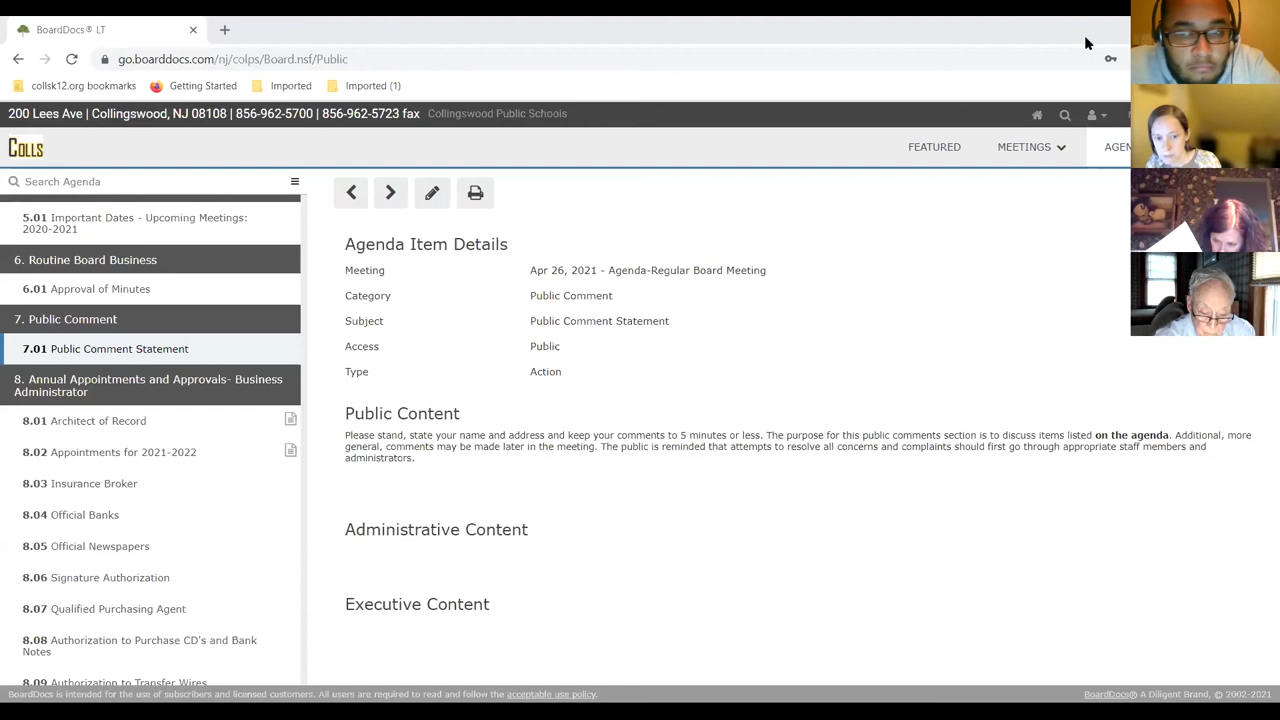 BoardDocs® LT
go.boarddocs.com/nj/colps/Board.nsf/Public
collsk12.org bookmarks
Getting Started
Imported
Imported (1)
200 Lees Ave | Collingswood, NJ 08108 | 856-962-5700 | 856-962-5723 fax Collingswood Public Schools
COLLS
FEATURED
MEETINGS
AGEN
Search Agenda
5.01 Important Dates - Upcoming Meetings:
2020-2021
6. Routine Board Business
6.01 Approval of Minutes
7. Public Comment
7.01 Public Comment Statement
8. Annual Appointments and Approvals- Business
Administrator
8.01 Architect of Record
8.02 Appointments for 2021-2022
8.03 Insurance Broker
8.04 Official Banks
8.05 Official Newspapers
8.06 Signature Authorization
8.07 Qualified Purchasing Agent
8.08 Authorization to Purchase CD's and Bank
Notes
8.09 Authorization to Transfer Wires
Agenda Item Details
Meeting Apr 26, 2021 - Agenda-Regular Board Meeting
Category Public Comment
Subject Public Comment Statement
Access Public
Type Action
Public Content
Please stand, state your name and address and keep your comments to 5 minutes or less. The purpose for this public comments section is to discuss items listed on the agenda. Additional, more
general, comments may be made later in the meeting. The public is reminded that attempts to resolve all concerns and complaints should first go through appropriate staff members and
administrators.
Administrative Content
Executive Content
BoardDocs is intended for the use of subscribers and licensed customers. All users are required to read and follow the acceptable use policy.
BoardDocs® A Diligent Brand, © 2002-2021